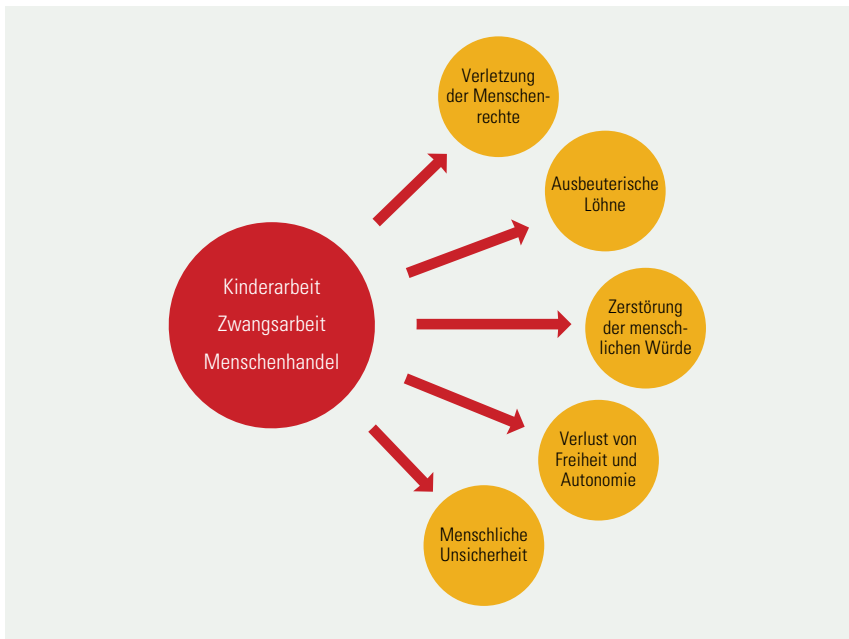 Verletzung
der Menschen-
rechte
Ausbeuterische
Löhne
Kinderarbeit
Zwangsarbeit
Menschenhandel
Zerstörung
der mensch-
lichen Würde
Verlust von
Freiheit und
Autonomie
Menschliche
Unsicherheit